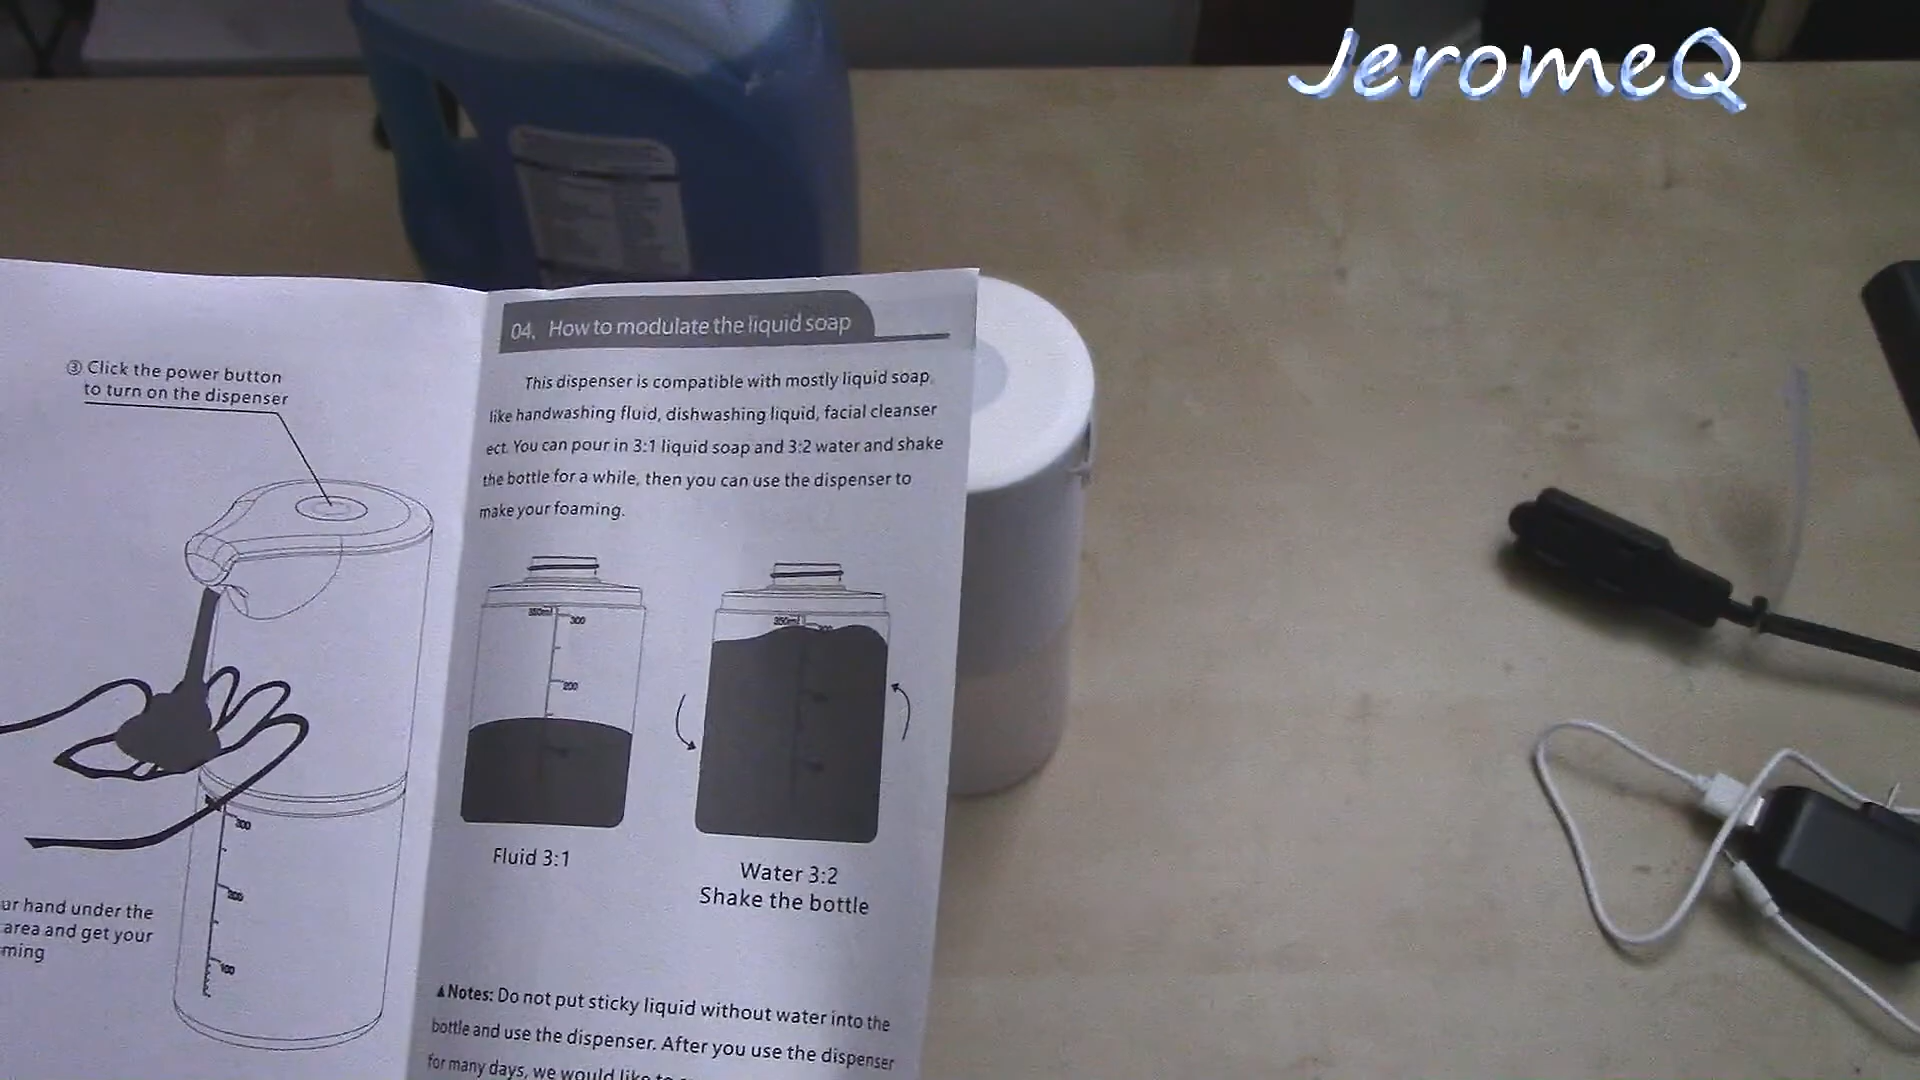 JeromeQ
③ Click the power button
to turn on the dispenser
300
200
100
ur hand under the
area and get your
ming
04. How to modulate the liquid soap
This dispenser is compatible with mostly liquid soap,
like handwashing fluid, dishwashing liquid, facial cleanser
ect. You can pour in 3:1 liquid soap and 3:2 water and shake
the bottle for a while, then you can use the dispenser to
make your foaming.
350ml
300
200
350ml
300
Fluid 3:1
Water 3:2
Shake the bottle
▲Notes: Do not put sticky liquid without water into the
bottle and use the dispenser. After you use the dispenser
for many days, we would like to